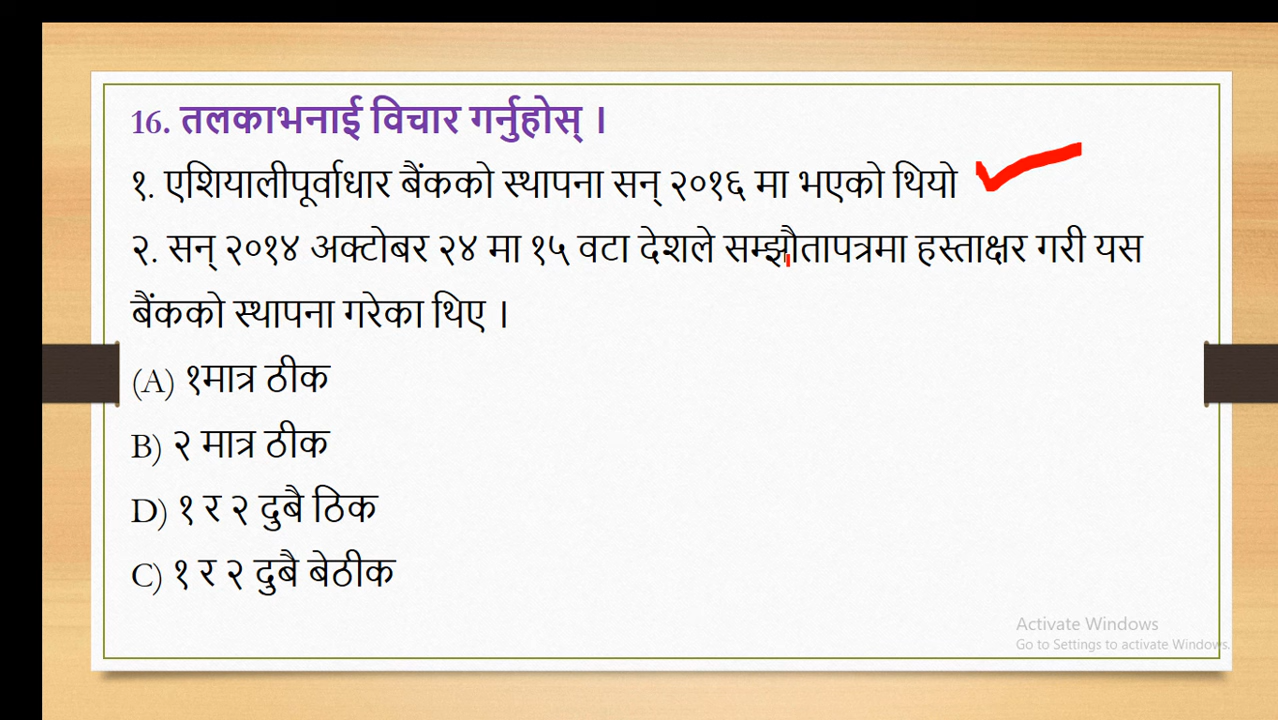 16. तलकाभनाई विचार गर्नुहोस् ।
१. एशियालीपूर्वाधार बैंकको स्थापना सन् २०१६ मा भएको थियो
२. सन् २०१४ अक्टोबर २४ मा १५ वटा देशले सम्झौतापत्रमा हस्ताक्षर गरी यस
बैंकको स्थापना गरेका थिए ।
(A) १मात्र ठीक
B) २ मात्र ठीक
D) १ र २ दुबै ठिक
C) १ र २ दुबै बेठीक
Activate Windows
Go to Settings to activate Windows.